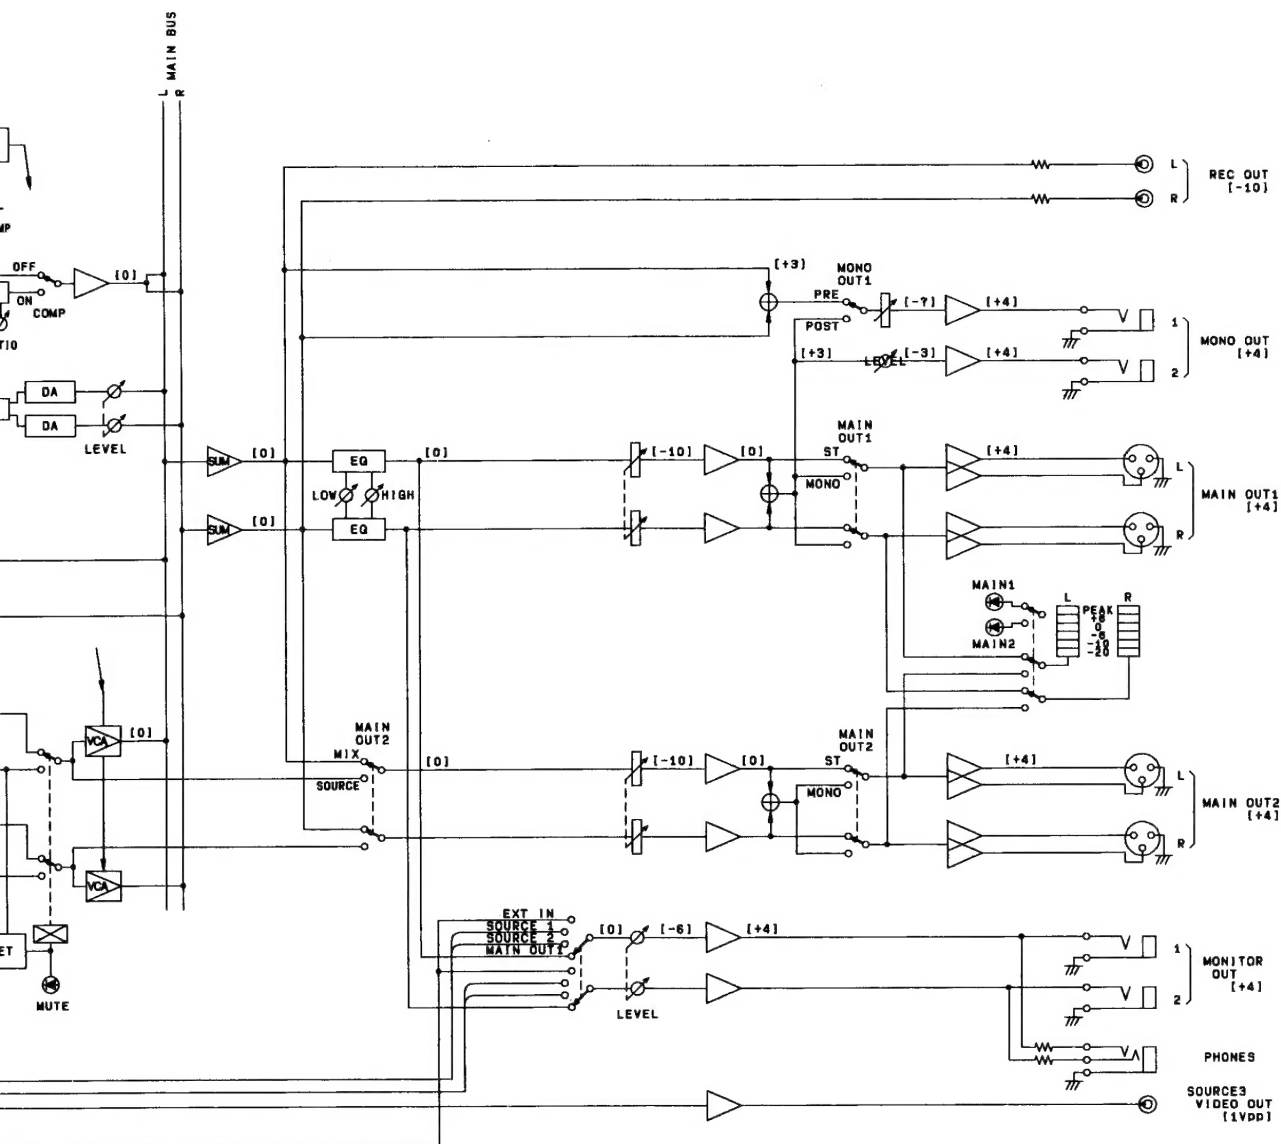 L MAIN BUS
R
L
R
REC OUT
[-10]
OFF
[0]
ON
COMP
[+3]
MONO
OUT1
PRE
POST
[-7]
[+4]
1
MONO OUT
[+4]
[+3]
LEVEL
[-3]
[+4]
2
DA
DA
LEVEL
MAIN
OUT1
SUM
[0]
EQ
[0]
[-10]
[0]
ST
[+4]
L
LOW
HIGH
MONO
MAIN OUT1
[+4]
SUM
[0]
EQ
R
MAIN1
MAIN2
L
R
PEAK
+6
0
-6
-10
-20
VCA
[0]
MAIN
OUT2
MIX
SOURCE
[0]
[-10]
[0]
MAIN
OUT2
ST
MONO
[+4]
L
MAIN OUT2
[+4]
R
VCA
ET
MUTE
EXT IN
SOURCE 1
SOURCE 2
MAIN OUT1
[0]
[-6]
[+4]
LEVEL
1
MONITOR
OUT
[+4]
2
PHONES
SOURCE3
VIDEO OUT
[1Vpp]